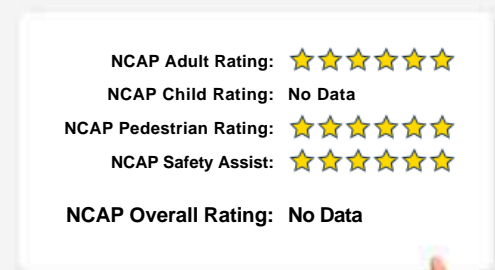 NCAP Adult Rating:
NCAP Child Rating: No Data
NCAP Pedestrian Rating:
NCAP Safety Assist:
NCAP Overall Rating: No Data